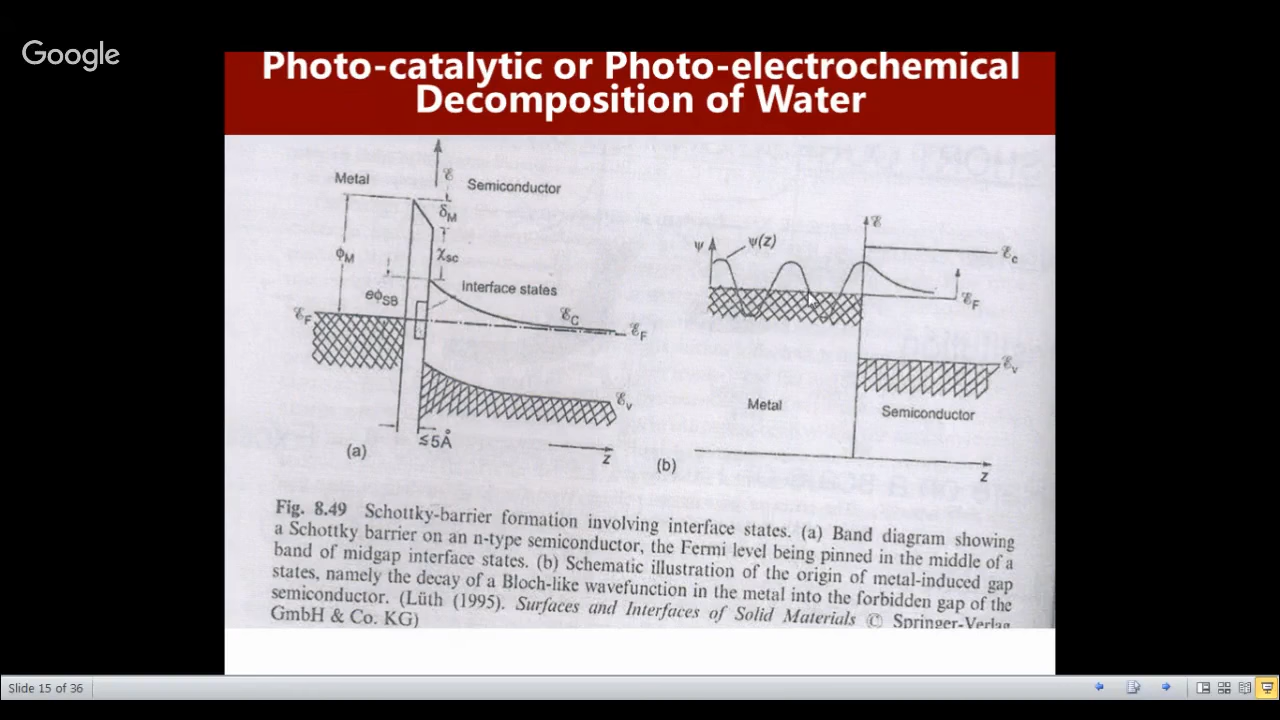 Google
Photo-catalytic or Photo-electrochemical
Decomposition of Water
Metal
ℰ
Semiconductor
δM
ϕM
χsc
eϕSB
Interface states
ℰF
ℰC
ℰF
ℰv
≤5Å
(a)
z
ψ
ψ(z)
ℰ
ℰc
ℰF
ℰv
Metal
Semiconductor
(b)
z
Fig. 8.49 Schottky-barrier formation involving interface states. (a) Band diagram showing
a Schottky barrier on an n-type semiconductor, the Fermi level being pinned in the middle of a
band of midgap interface states. (b) Schematic illustration of the origin of metal-induced gap
states, namely the decay of a Bloch-like wavefunction in the metal into the forbidden gap of the
semiconductor. (Lüth (1995). Surfaces and Interfaces of Solid Materials © Springer-Verlag
GmbH & Co. KG)
Slide 15 of 36